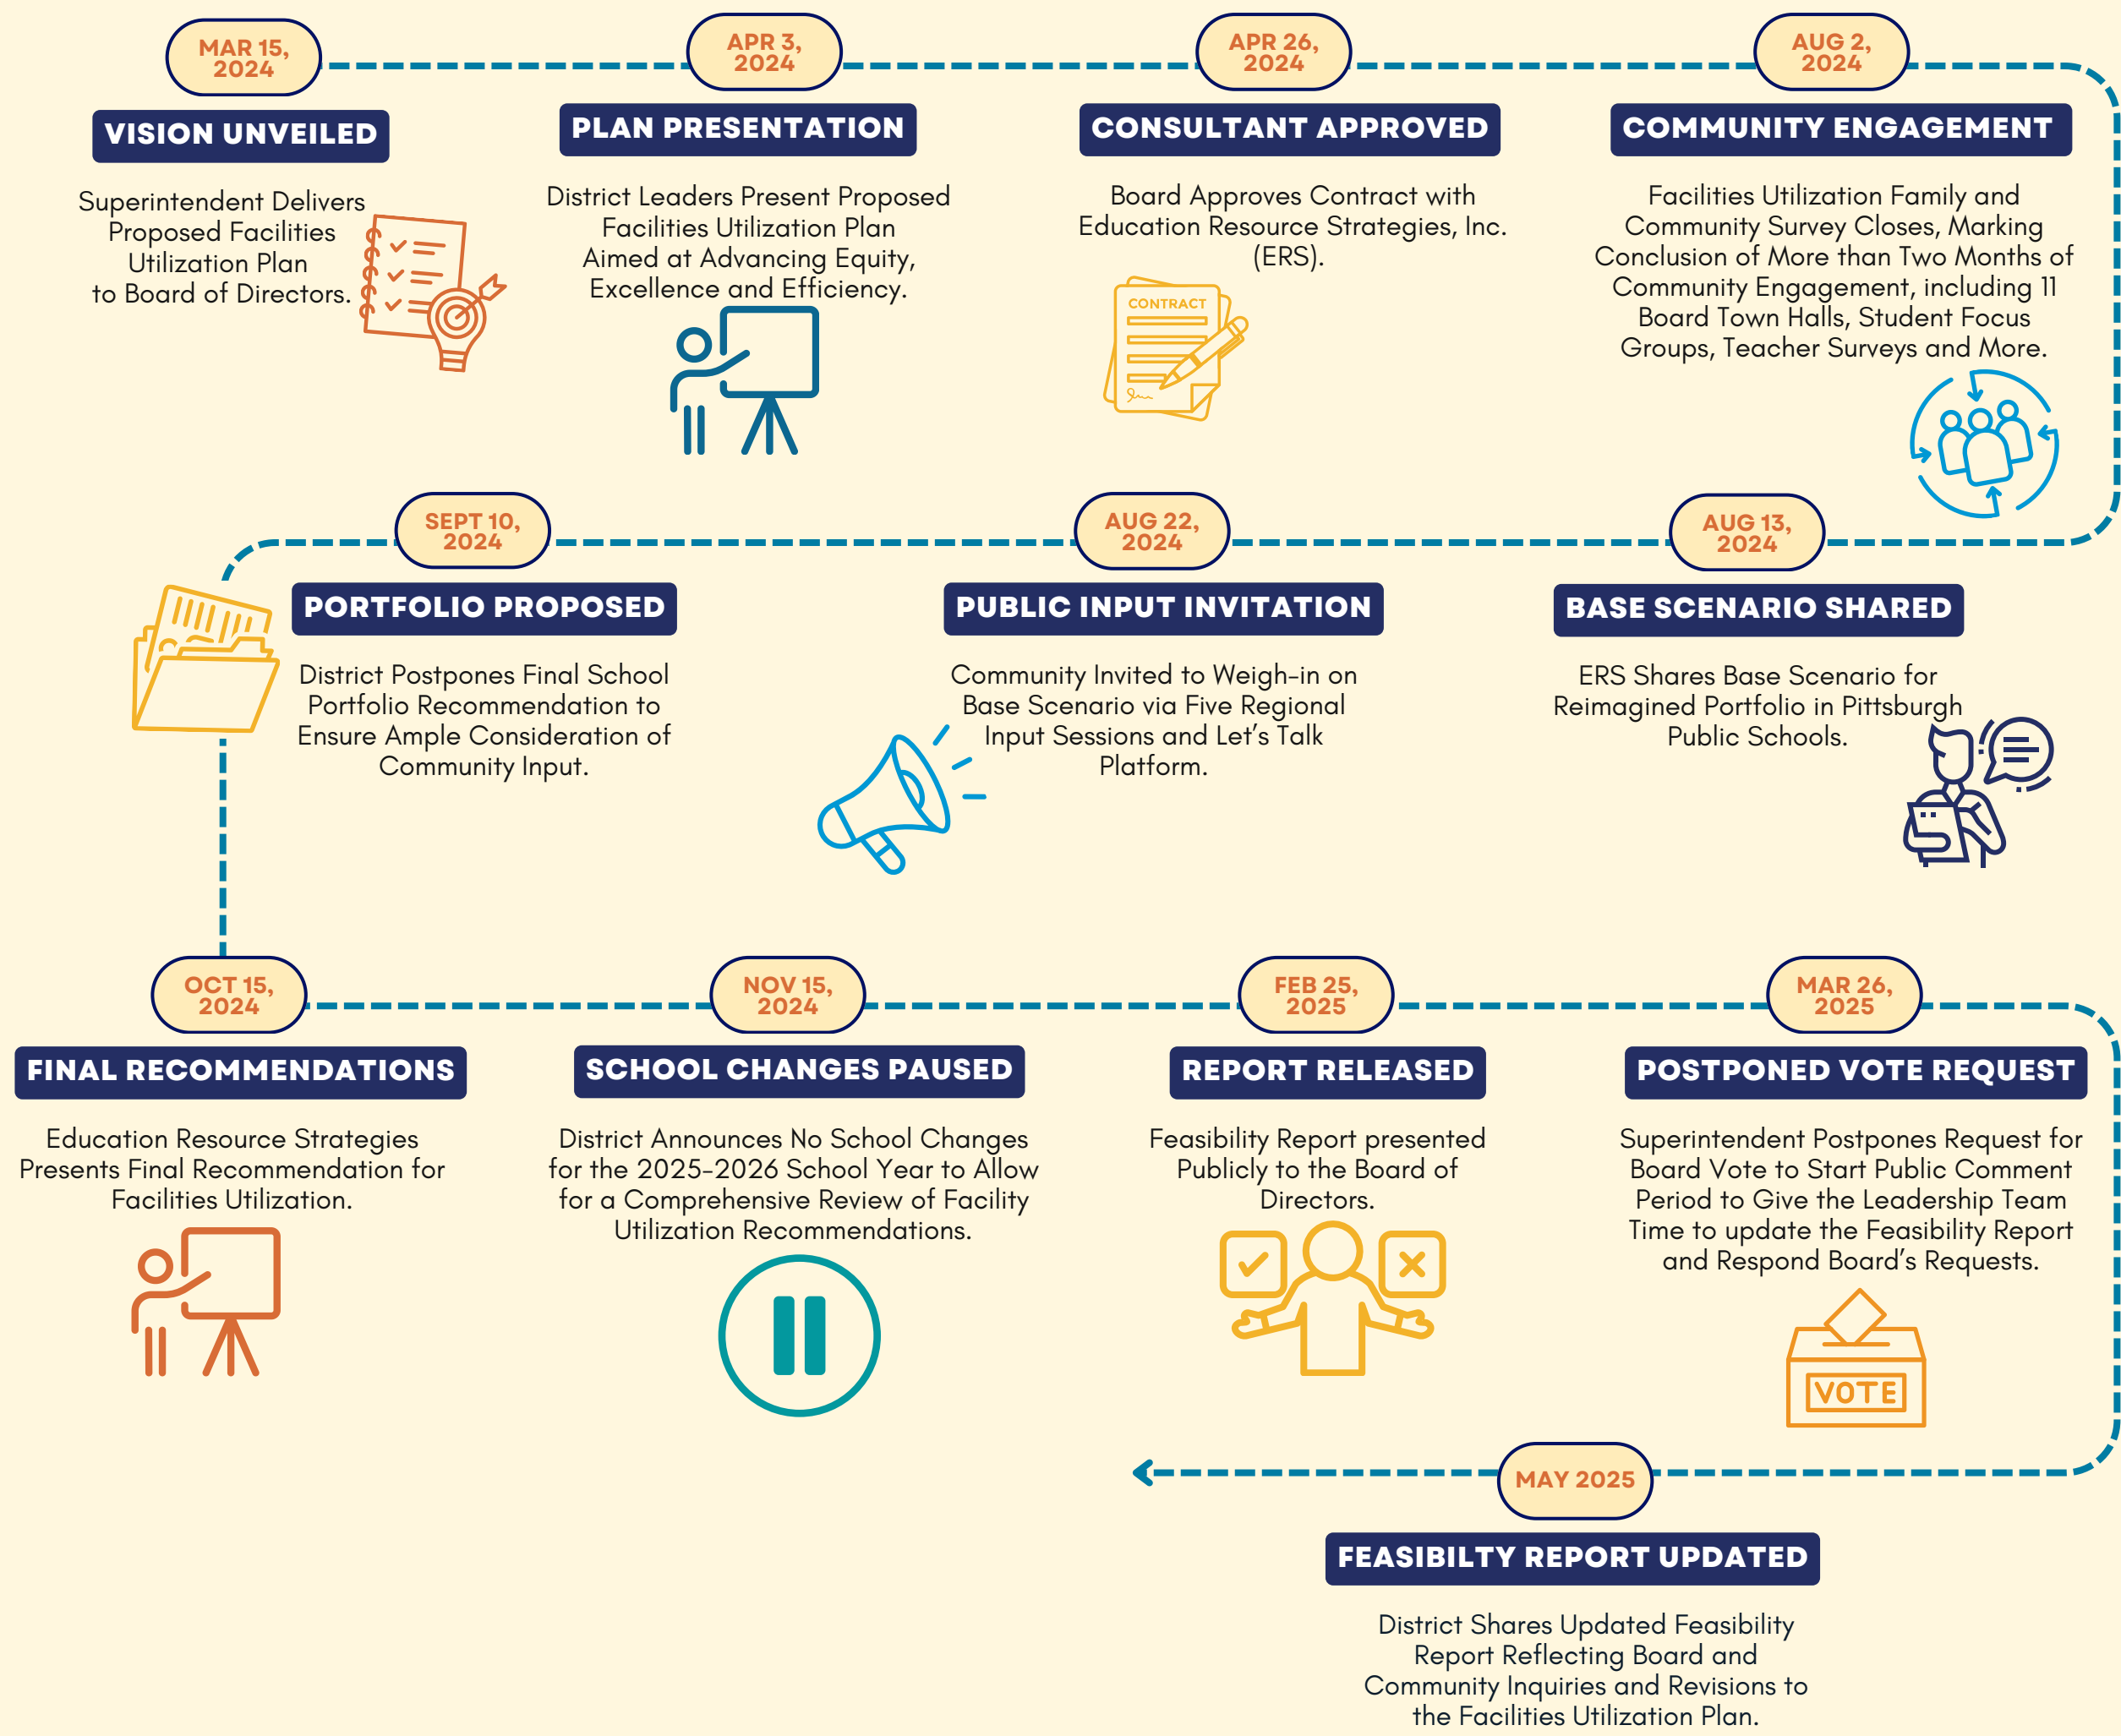 MAR 15,
2024
VISION UNVEILED
Superintendent Delivers
Proposed Facilities
Utilization Plan
to Board of Directors.
APR 3,
2024
PLAN PRESENTATION
District Leaders Present Proposed
Facilities Utilization Plan
Aimed at Advancing Equity,
Excellence and Efficiency.
APR 26,
2024
CONSULTANT APPROVED
Board Approves Contract with
Education Resource Strategies, Inc.
(ERS).
CONTRACT
AUG 2,
2024
COMMUNITY ENGAGEMENT
Facilities Utilization Family and
Community Survey Closes, Marking
Conclusion of More than Two Months of
Community Engagement, including 11
Board Town Halls, Student Focus
Groups, Teacher Surveys and More.
AUG 13,
2024
BASE SCENARIO SHARED
ERS Shares Base Scenario for
Reimagined Portfolio in Pittsburgh
Public Schools.
AUG 22,
2024
PUBLIC INPUT INVITATION
Community Invited to Weigh-in on
Base Scenario via Five Regional
Input Sessions and Let's Talk
Platform.
SEPT 10,
2024
PORTFOLIO PROPOSED
District Postpones Final School
Portfolio Recommendation to
Ensure Ample Consideration of
Community Input.
OCT 15,
2024
FINAL RECOMMENDATIONS
Education Resource Strategies
Presents Final Recommendation for
Facilities Utilization.
NOV 15,
2024
SCHOOL CHANGES PAUSED
District Announces No School Changes
for the 2025-2026 School Year to Allow
for a Comprehensive Review of Facility
Utilization Recommendations.
FEB 25,
2025
REPORT RELEASED
Feasibility Report presented
Publicly to the Board of
Directors.
MAR 26,
2025
POSTPONED VOTE REQUEST
Superintendent Postpones Request for
Board Vote to Start Public Comment
Period to Give the Leadership Team
Time to update the Feasibility Report
and Respond Board's Requests.
VOTE
MAY 2025
FEASIBILTY REPORT UPDATED
District Shares Updated Feasibility
Report Reflecting Board and
Community Inquiries and Revisions to
the Facilities Utilization Plan.